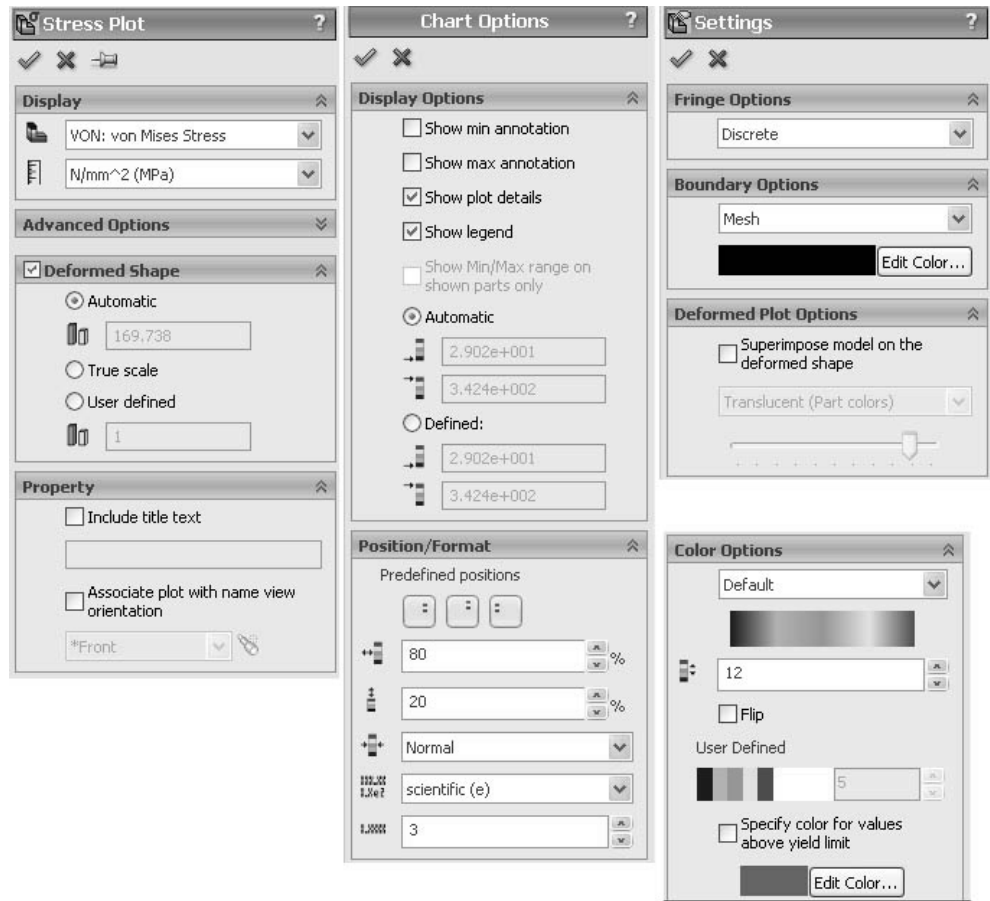 Stress Plot ?
Display
VON: von Mises Stress
N/mm^2 (MPa)
Advanced Options
Deformed Shape
Automatic
169.738
True scale
User defined
1
Property
Include title text
Associate plot with name view
orientation
*Front
Chart Options ?
Display Options
Show min annotation
Show max annotation
Show plot details
Show legend
Show Min/Max range on
shown parts only
Automatic
2.902e+001
3.424e+002
Defined:
2.902e+001
3.424e+002
Position/Format
Predefined positions
80 %
20 %
Normal
scientific (e)
3
Settings ?
Fringe Options
Discrete
Boundary Options
Mesh
Edit Color...
Deformed Plot Options
Superimpose model on the
deformed shape
Translucent (Part colors)
Color Options
Default
12
Flip
User Defined
5
Specify color for values
above yield limit
Edit Color...